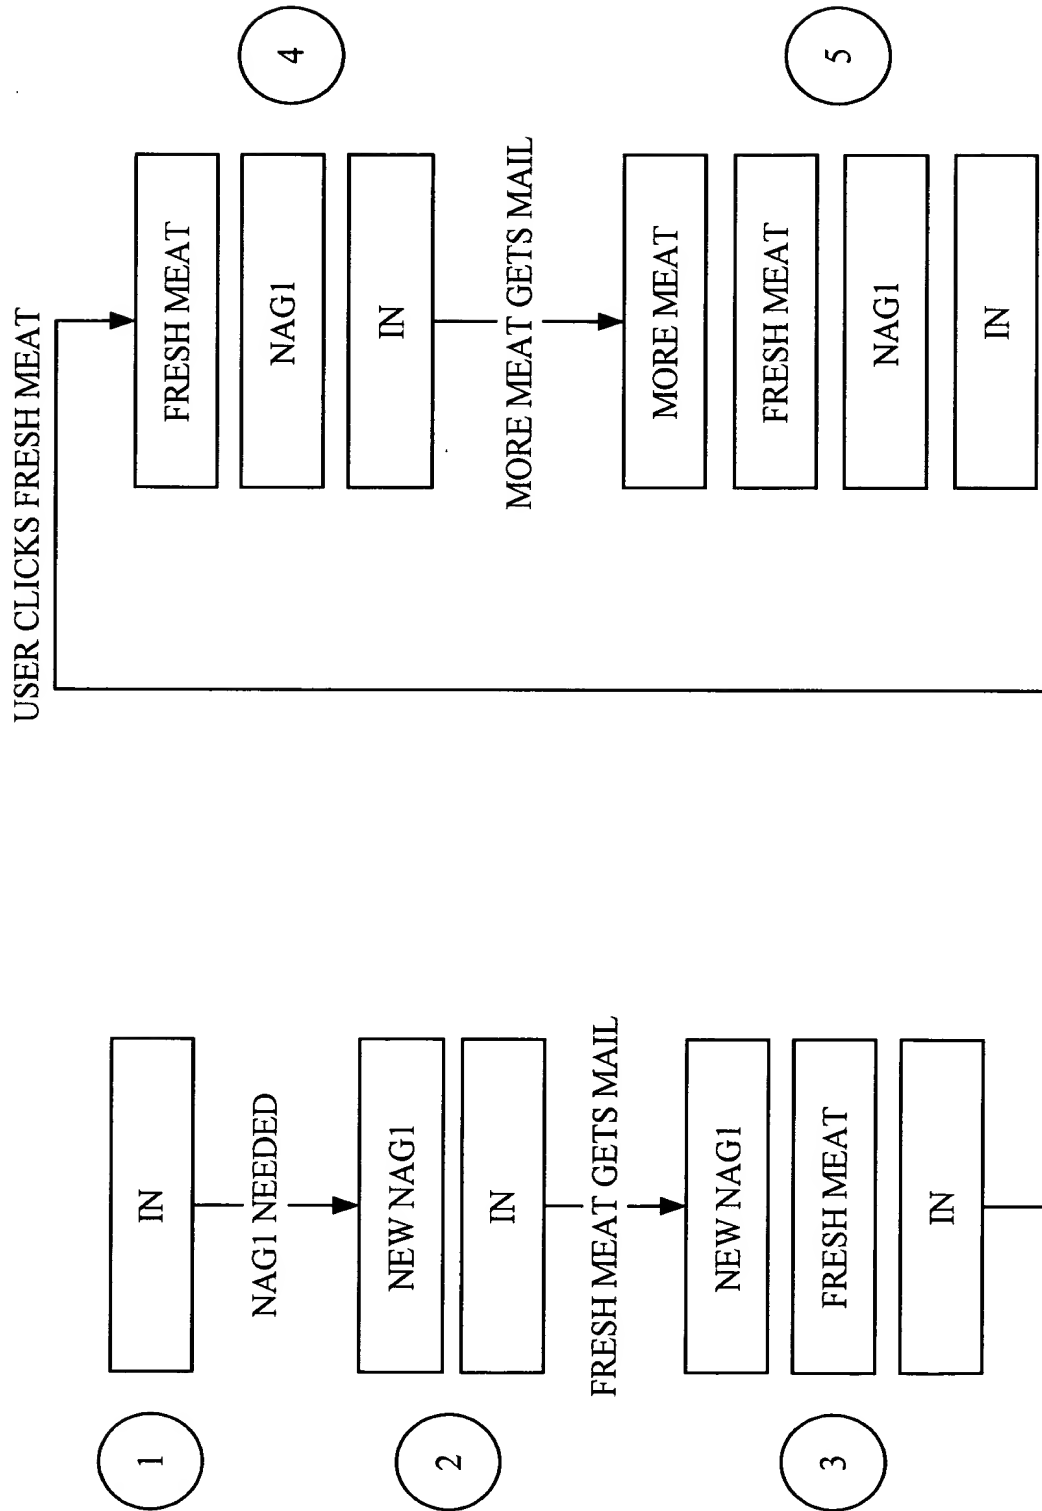 1
IN
NAG1 NEEDED
2
NEW NAG1
IN
FRESH MEAT GETS MAIL
3
NEW NAG1
FRESH MEAT
IN
USER CLICKS FRESH MEAT
4
FRESH MEAT
NAG1
IN
MORE MEAT GETS MAIL
5
MORE MEAT
FRESH MEAT
NAG1
IN